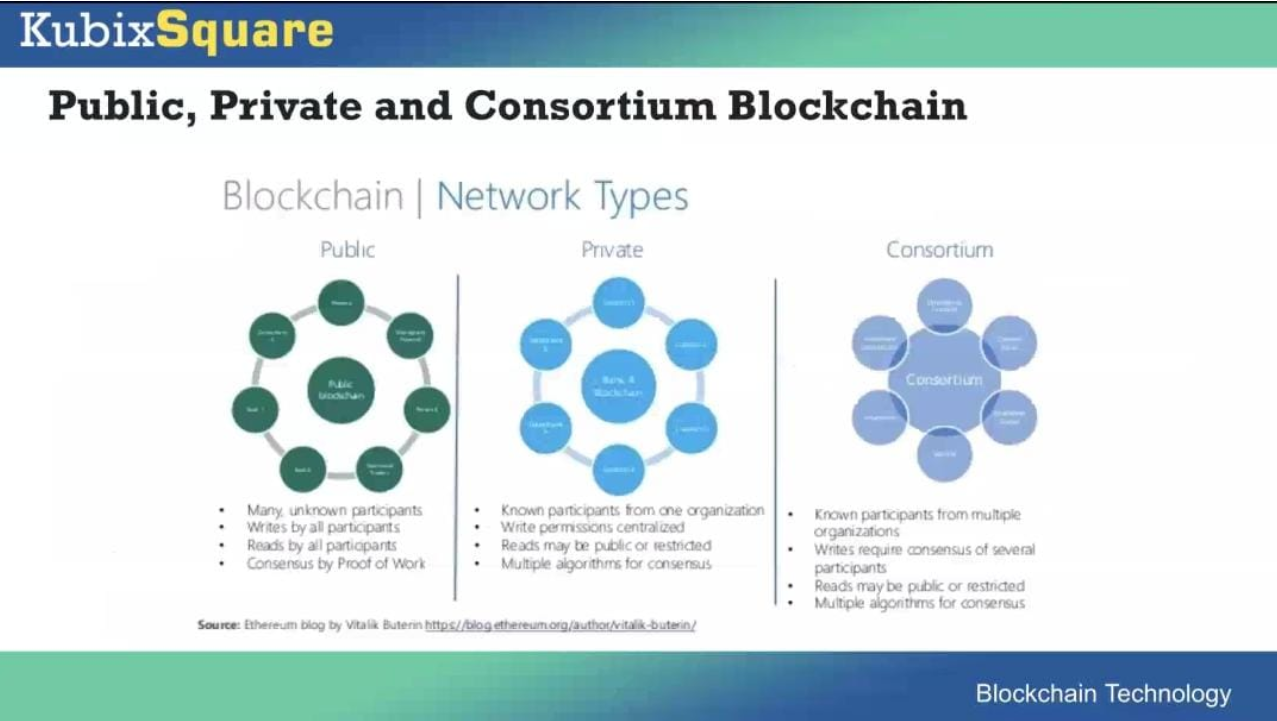 KubixSquare
Public, Private and Consortium Blockchain
Blockchain | Network Types
Public
Private
Consortium
Public
blockchain
Blockchain
Consortium
• Many, unknown participants
• Writes by all participants
• Reads by all participants
• Consensus by Proof of Work
• Known participants from one organization
• Write permissions centralized
• Reads may be public or restricted
• Multiple algorithms for consensus
• Known participants from multiple
organizations
• Writes require consensus of several
participants
• Reads may be public or restricted
• Multiple algorithms for consensus
Source: Ethereum blog by Vitalik Buterin https://blog.ethereum.org/author/vitalik-buterin/
Blockchain Technology